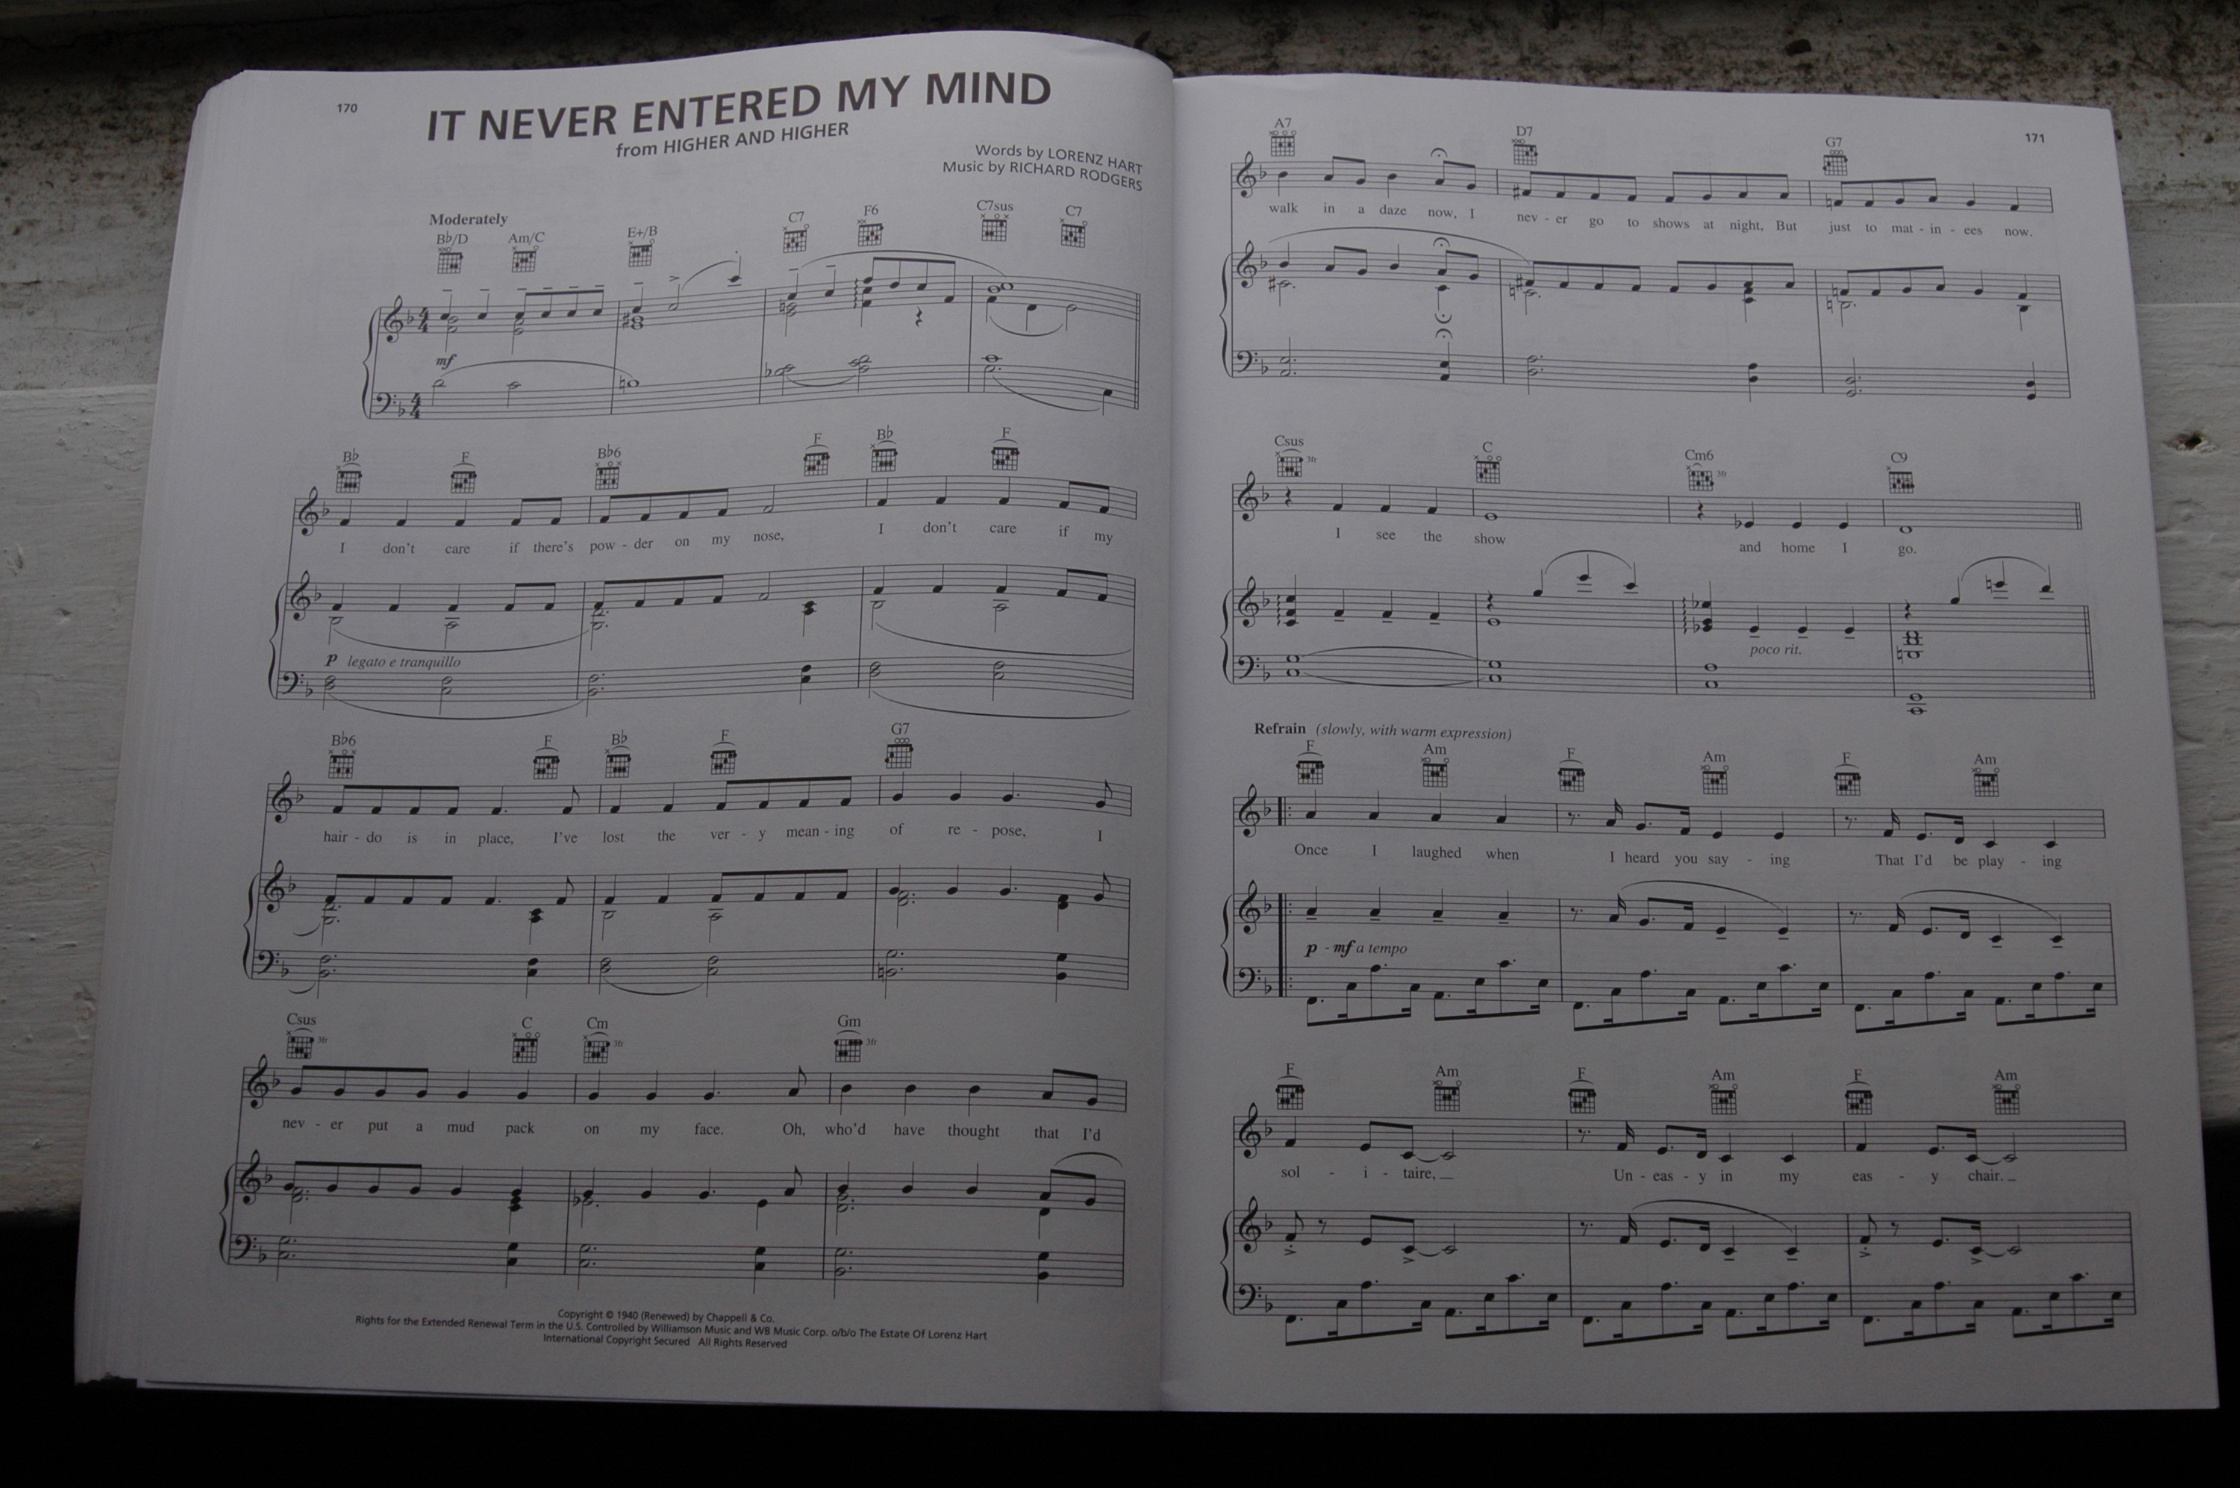 170
IT NEVER ENTERED MY MIND
from HIGHER AND HIGHER
Words by LORENZ HART
Music by RICHARD RODGERS
Moderately
B♭/D Am/C E+/B C7 F6 C7sus C7
mf
B♭ F B♭6 F B♭ F
I don't care if there's pow - der on my nose, I don't care if my
p legato e tranquillo
B♭6 F B♭ F G7
hair - do is in place, I've lost the ver - y mean - ing of re - pose, I
Csus 3fr C Cm 3fr Gm 3fr
nev - er put a mud pack on my face. Oh, who'd have thought that I'd
Copyright © 1940 (Renewed) by Chappell & Co.
Rights for the Extended Renewal Term in the U.S. Controlled by Williamson Music and WB Music Corp. o/b/o The Estate Of Lorenz Hart
International Copyright Secured All Rights Reserved
171
A7 D7 G7
walk in a daze now, I nev - er go to shows at night, But just to mat - in - ees now.
Csus 3fr C Cm6 3fr C9
I see the show and home I go.
poco rit.
Refrain (slowly, with warm expression)
F Am F Am F Am
Once I laughed when I heard you say - ing That I'd be play - ing
p - mf a tempo
F Am F Am F Am
sol - i - taire, Un - eas - y in my eas - y chair.